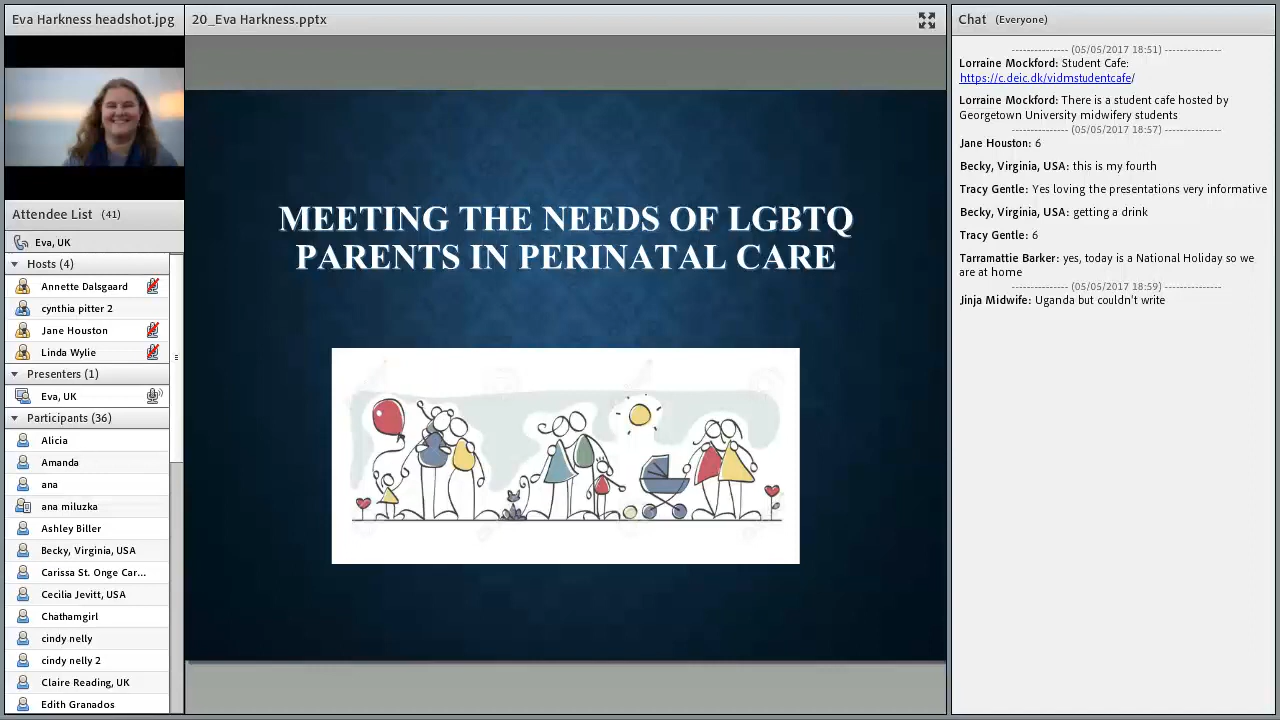 Eva Harkness headshot.jpg
20_Eva Harkness.pptx
Chat (Everyone)
Attendee List (41)
Eva, UK
Hosts (4)
Annette Dalsgaard
cynthia pitter 2
Jane Houston
Linda Wylie
Presenters (1)
Eva, UK
Participants (36)
Alicia
Amanda
ana
ana miluzka
Ashley Biller
Becky, Virginia, USA
Carissa St. Onge Car...
Cecilia Jevitt, USA
Chathamgirl
cindy nelly
cindy nelly 2
Claire Reading, UK
Edith Granados
MEETING THE NEEDS OF LGBTQ
PARENTS IN PERINATAL CARE
--------------- (05/05/2017 18:51) ---------------
Lorraine Mockford: Student Cafe:
https://c.deic.dk/vidmstudentcafe/
Lorraine Mockford: There is a student cafe hosted by
Georgetown University midwifery students
--------------- (05/05/2017 18:57) ---------------
Jane Houston: 6
Becky, Virginia, USA: this is my fourth
Tracy Gentle: Yes loving the presentations very informative
Becky, Virginia, USA: getting a drink
Tracy Gentle: 6
Tarramattie Barker: yes, today is a National Holiday so we
are at home
--------------- (05/05/2017 18:59) ---------------
Jinja Midwife: Uganda but couldn't write